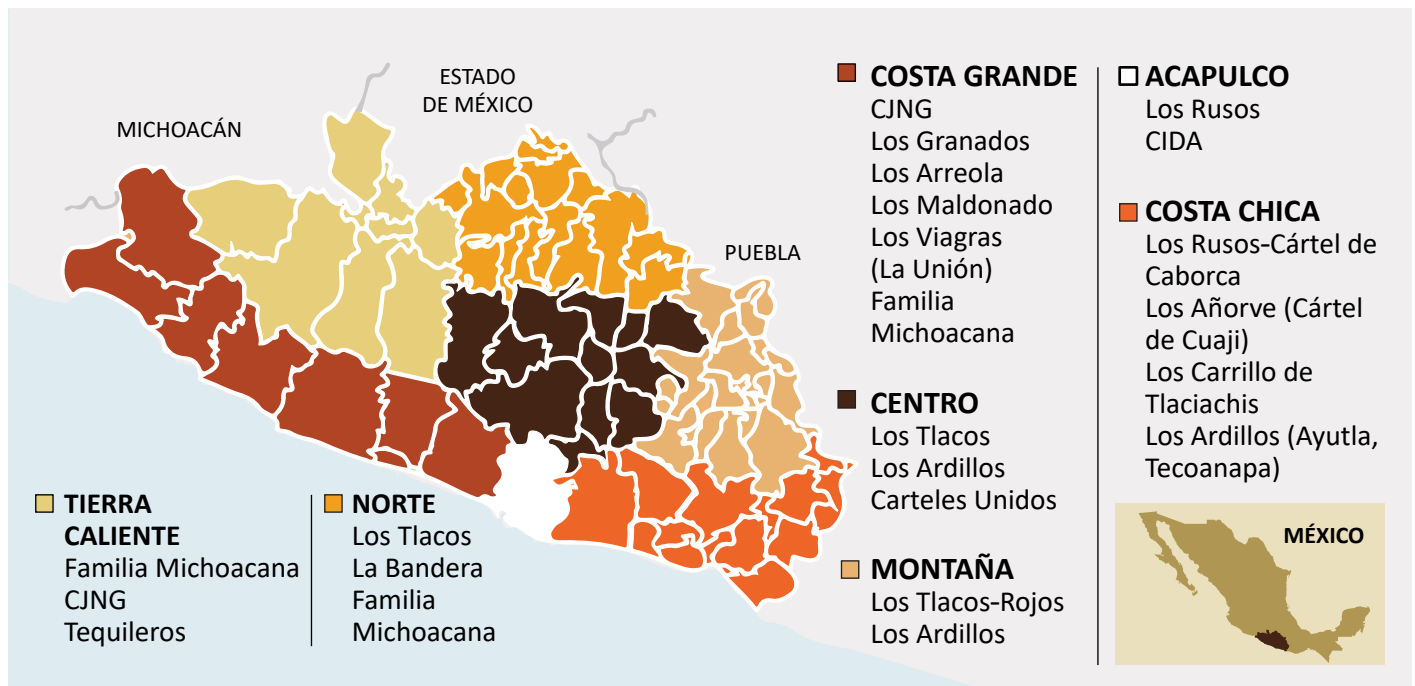 MICHOACÁN
ESTADO
DE MÉXICO
PUEBLA
TIERRA
CALIENTE
Familia Michoacana
CJNG
Tequileros
NORTE
Los Tlacos
La Bandera
Familia
Michoacana
COSTA GRANDE
CJNG
Los Granados
Los Arreola
Los Maldonado
Los Viagras
(La Unión)
Familia
Michoacana
CENTRO
Los Tlacos
Los Ardillos
Carteles Unidos
MONTAÑA
Los Tlacos-Rojos
Los Ardillos
ACAPULCO
Los Rusos
CIDA
COSTA CHICA
Los Rusos-Cártel de
Caborca
Los Añorve (Cártel
de Cuaji)
Los Carrillo de
Tlaciachis
Los Ardillos (Ayutla,
Tecoanapa)
MÉXICO